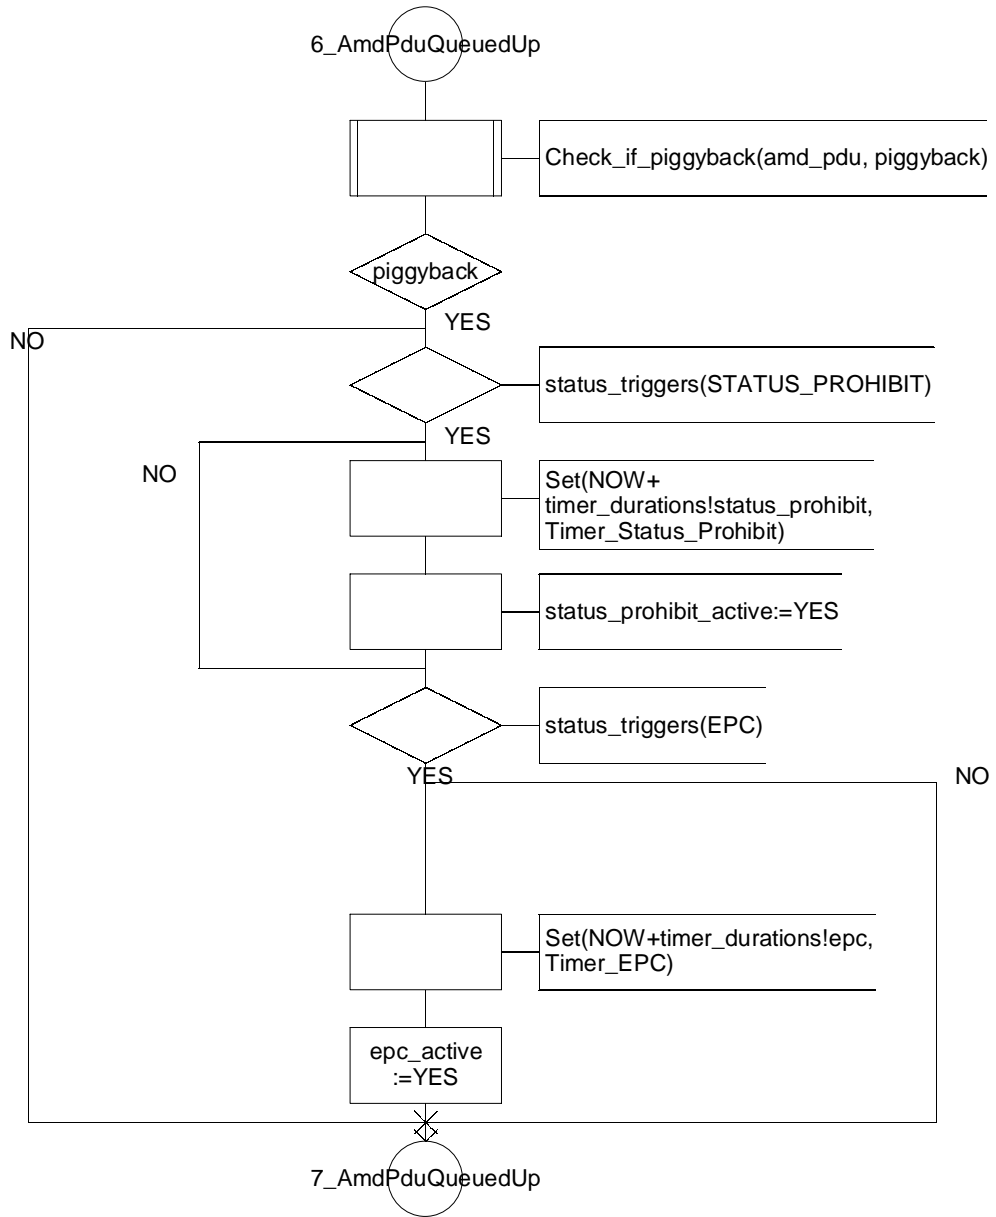 6_AmdPduQueuedUp
Check_if_piggyback(amd_pdu, piggyback)
piggyback
YES
NO
status_triggers(STATUS_PROHIBIT)
YES
NO
Set(NOW+
timer_durations!status_prohibit,
Timer_Status_Prohibit)
status_prohibit_active:=YES
status_triggers(EPC)
YES
NO
Set(NOW+timer_durations!epc,
Timer_EPC)
epc_active
:=YES
7_AmdPduQueuedUp